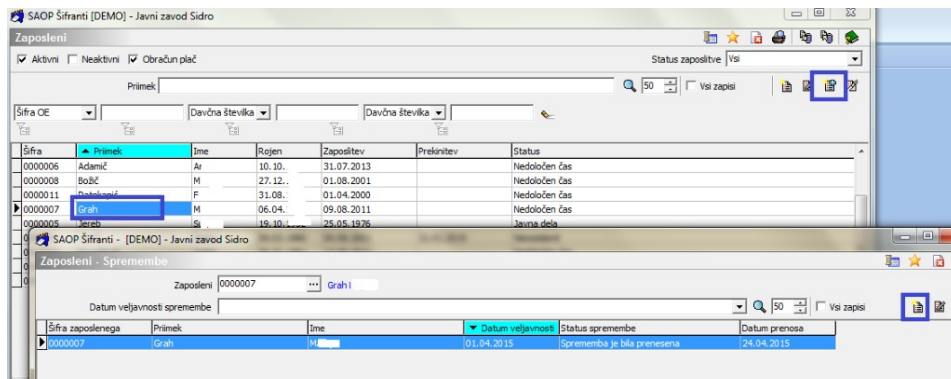 SAOP Šifranti [DEMO] - Javni zavod Sidro
Zaposleni
Aktivni Neaktivni Obračun plač Status zaposlitve Vsi
Priimek 50 Vsi zapisi
Šifra OE Davčna številka Davčna številka
Šifra Priimek Ime Rojen Zaposlitev Prekinitev Status
0000006 Adamič Ar 10.10. 31.07.2013 Nedoločen čas
0000008 Božič M 27.12. 01.08.2001 Nedoločen čas
0000011 F 31.08. 01.04.2000 Nedoločen čas
0000007 Grah M 06.04. 09.08.2011 Nedoločen čas
0000005 Jereb 19.10. 25.05.1976 Javna dela
SAOP Šifranti - [DEMO] - Javni zavod Sidro
Zaposleni - Spremembe
Zaposleni 0000007 ... Grah
Datum veljavnosti spremembe 50 Vsi zapisi
Šifra zaposlenega Priimek Ime Datum veljavnosti Status spremembe Datum prenosa
0000007 Grah M 01.04.2015 Sprememba je bila prenesena 24.04.2015